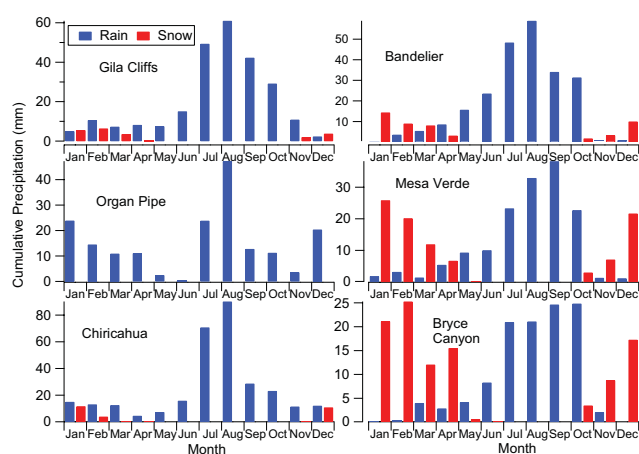 Cumulative Precipitation (mm)
Rain Snow
Gila Cliffs
60
40
20
0
Jan Feb Mar Apr May Jun Jul Aug Sep Oct Nov Dec
Bandelier
50
40
30
20
10
Jan Feb Mar Apr May Jun Jul Aug Sep Oct Nov Dec
Organ Pipe
40
30
20
10
0
Jan Feb Mar Apr May Jun Jul Aug Sep Oct Nov Dec
Mesa Verde
30
20
10
0
Jan Feb Mar Apr May Jun Jul Aug Sep Oct Nov Dec
Chiricahua
80
60
40
20
0
Jan Feb Mar Apr May Jun Jul Aug Sep Oct Nov Dec
Month
Bryce
Canyon
25
20
15
10
5
0
Jan Feb Mar Apr May Jun Jul Aug Sep Oct Nov Dec
Month